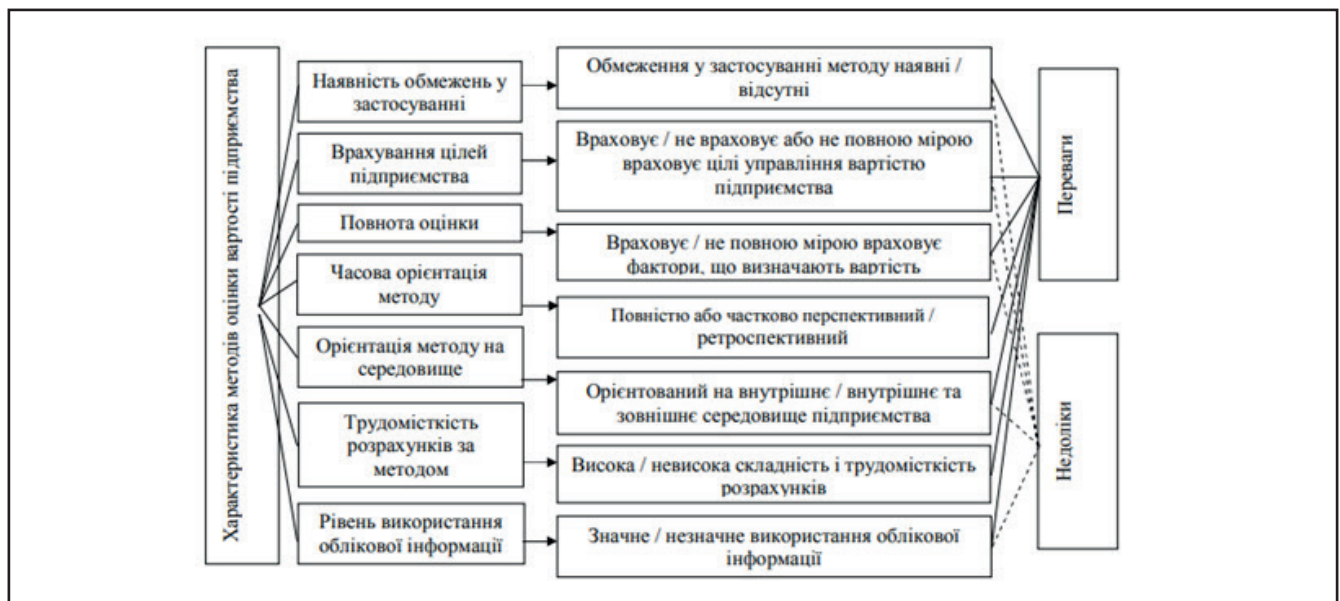 Характеристика методів оцінки вартості підприємства
Наявність обмежень у
застосуванні
Врахування цілей
підприємства
Повнота оцінки
Часова орієнтація
методу
Орієнтація методу на
середовище
Трудомісткість
розрахунків за
методом
Рівень використання
облікової інформації
Обмеження у застосуванні методу наявні /
відсутні
Враховує / не враховує або не повною мірою
враховує цілі управління вартістю
підприємства
Враховує / не повною мірою враховує
фактори, що визначають вартість
Повністю або частково перспективний /
ретроспективний
Орієнтований на внутрішнє / внутрішнє та
зовнішнє середовище підприємства
Висока / невисока складність і трудомісткість
розрахунків
Значне / незначне використання облікової
інформації
Переваги
Недоліки